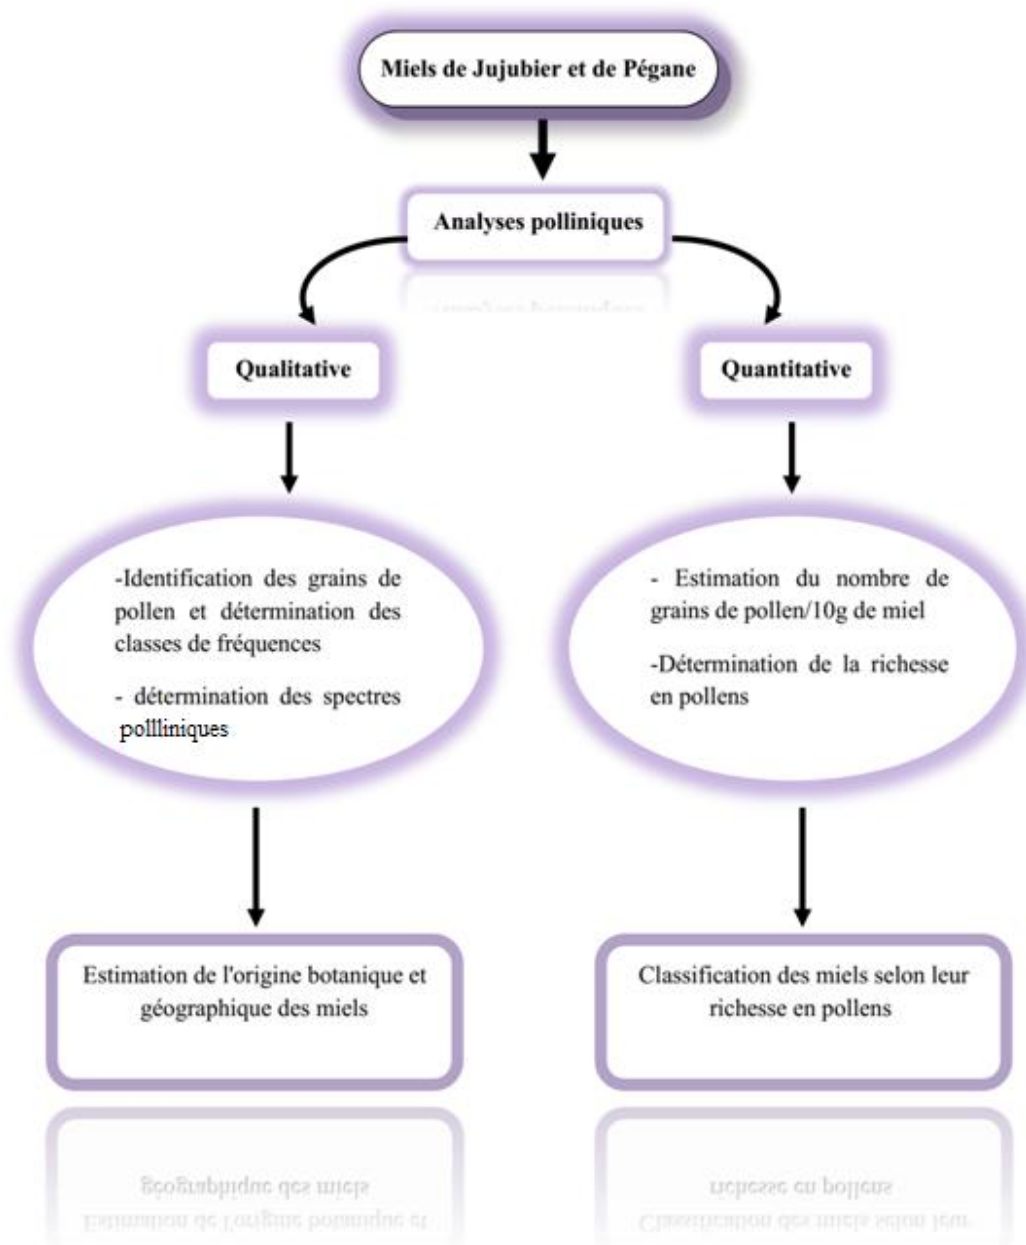 Miels de Jujubier et de Pégane
Analyses polliniques
Qualitative
Quantitative
-Identification des grains de
pollen et détermination des
classes de fréquences
- détermination des spectres
pollliniques
- Estimation du nombre de
grains de pollen/10g de miel
-Détermination de la richesse
en pollens
Estimation de l'origine botanique et
géographique des miels
Classification des miels selon leur
richesse en pollens